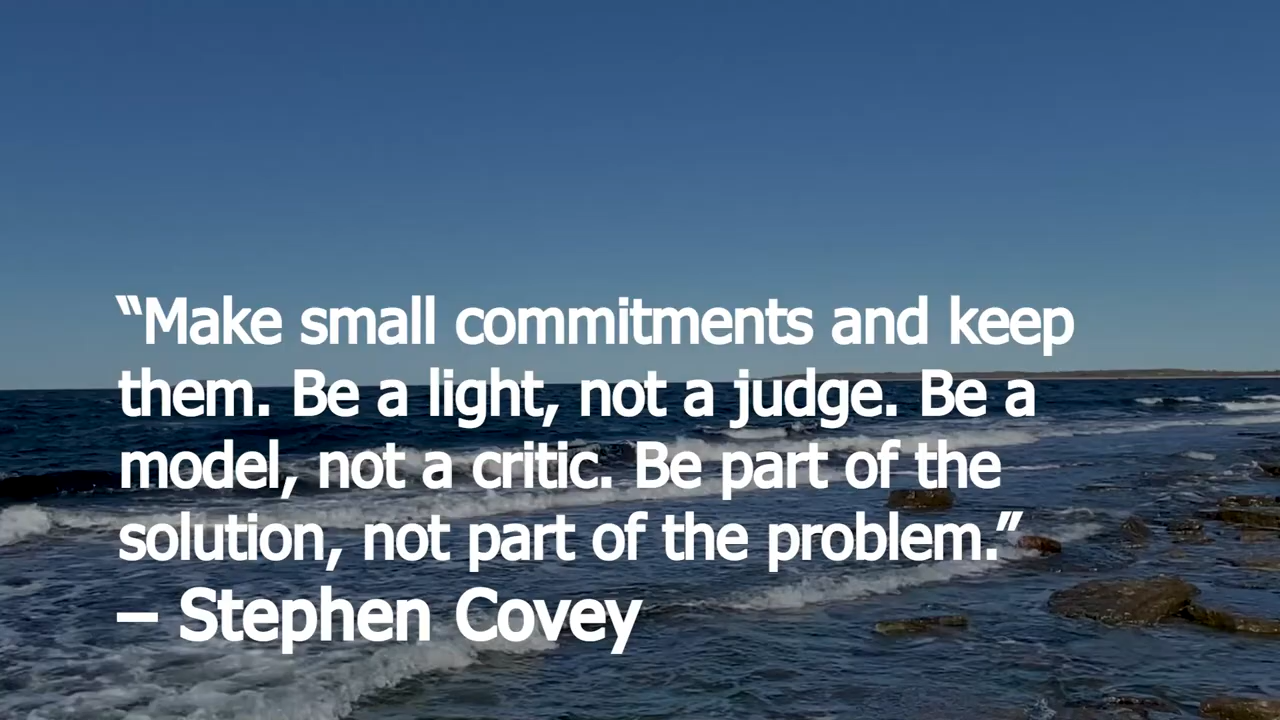 “Make small commitments and keep
them. Be a light, not a judge. Be a
model, not a critic. Be part of the
solution, not part of the problem.”
– Stephen Covey